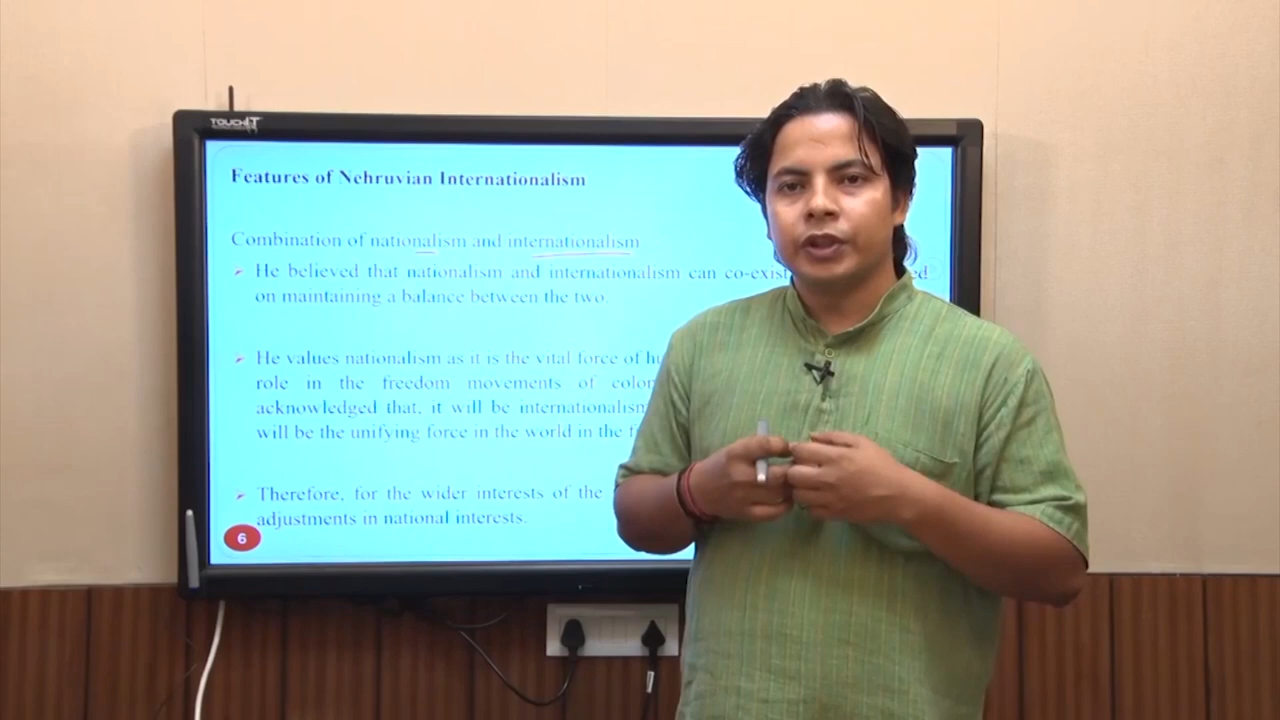 TOUCHIT
Features of Nehruvian Internationalism
Combination of nationalism and internationalism
He believed that nationalism and internationalism can co-exist
on maintaining a balance between the two.
He values nationalism as it is the vital force of
role in the freedom movements of
acknowledged that, it will be internationalism
will be the unifying force in the world in the
Therefore, for the wider interests of the
adjustments in national interests.
6